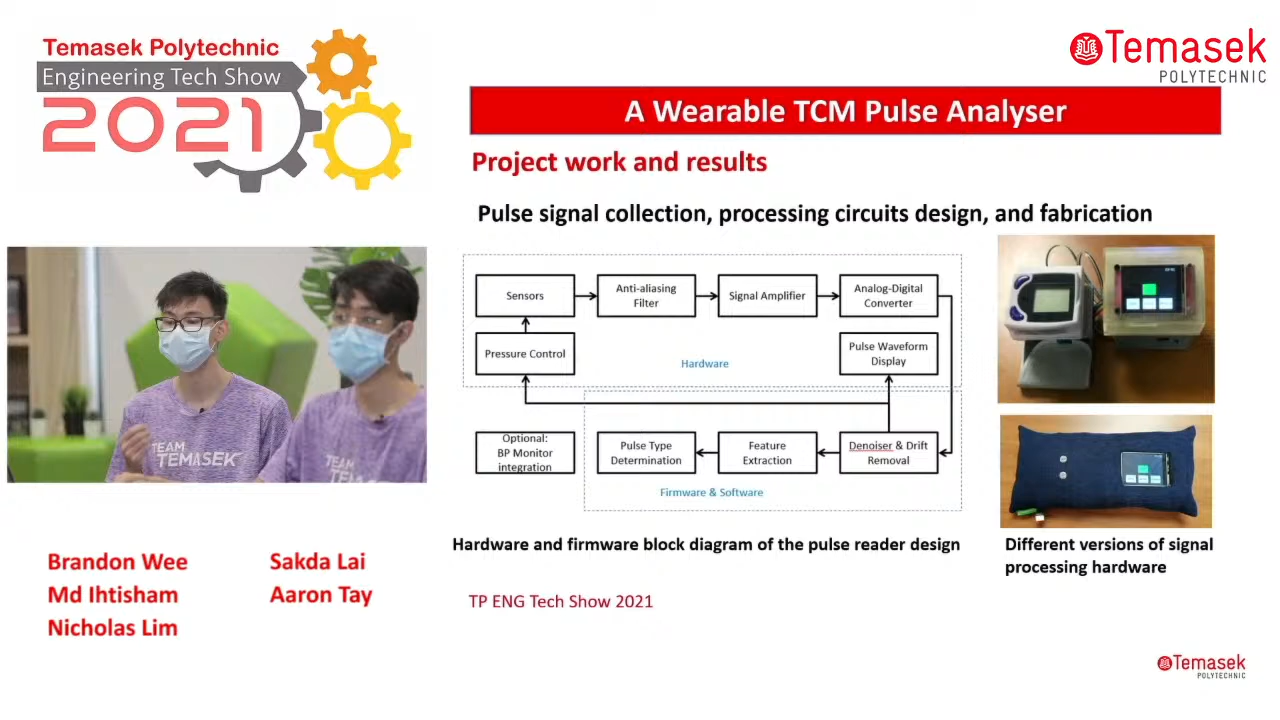 Temasek Polytechnic
Engineering Tech Show
2021
Temasek
POLYTECHNIC
A Wearable TCM Pulse Analyser
Project work and results
Pulse signal collection, processing circuits design, and fabrication
Sensors
Anti-aliasing
Filter
Signal Amplifier
Analog-Digital
Converter
Pressure Control
Hardware
Pulse Waveform
Display
Optional:
BP Monitor
integration
Pulse Type
Determination
Feature
Extraction
Denoiser & Drift
Removal
Firmware & Software
TEAM
TEMASEK
TEAM
Hardware and firmware block diagram of the pulse reader design
Different versions of signal
processing hardware
Brandon Wee
Sakda Lai
Md Ihtisham
Aaron Tay
Nicholas Lim
TP ENG Tech Show 2021
Temasek
POLYTECHNIC